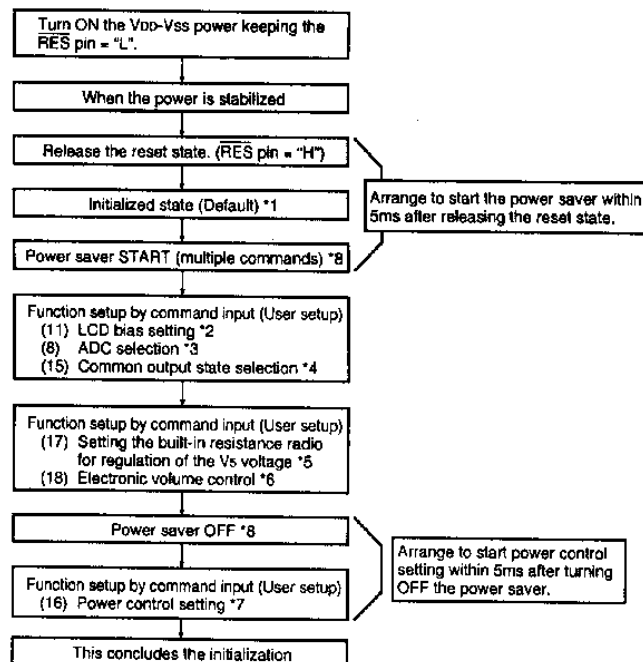 Turn ON the VDD-VSS power keeping the
RES pin = "L".
When the power is stabilized
Release the reset state. (RES pin = "H")
Initialized state (Default) *1
Arrange to start the power saver within
5ms after releasing the reset state.
Power saver START (multiple commands) *8
Function setup by command input (User setup)
(11) LCD bias setting *2
(8) ADC selection *3
(15) Common output state selection *4
Function setup by command input (User setup)
(17) Setting the built-in resistance radio
for regulation of the V5 voltage *5
(18) Electronic volume control *6
Power saver OFF *8
Arrange to start power control
setting within 5ms after turning
OFF the power saver.
Function setup by command input (User setup)
(16) Power control setting *7
This concludes the initialization